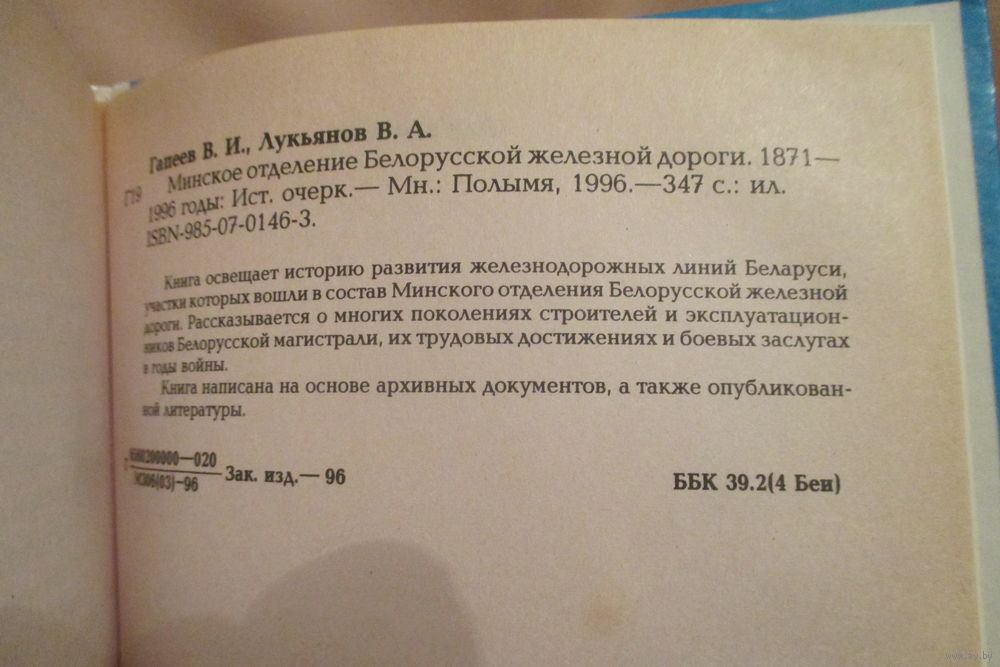 Гапеев В. И., Лукьянов В. А.
Г19 Минское отделение Белорусской железной дороги. 1871—
1996 годы: Ист. очерк.— Мн.: Полымя, 1996.—347 с.: ил.
ISBN-985-07-0146-3.
Книга освещает историю развития железнодорожных линий Беларуси,
участки которых вошли в состав Минского отделения Белорусской железной
дороги. Рассказывается о многих поколениях строителей и эксплуатацион-
ников Белорусской магистрали, их трудовых достижениях и боевых заслугах
в годы войны.
Книга написана на основе архивных документов, а также опубликован-
ной литературы.
Зак. изд.— 96
ББК 39.2(4 Беи)
www.ay.by